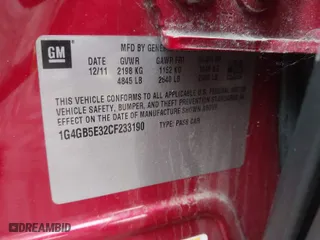 GM
MFD BY GENE
DATE GVWR GAWR FRT
12/11 2198 KG 1152 KG
4845 LB 2540 LB
THIS VEHICLE CONFORMS TO ALL APPLICABLE U.S. FEDERAL MOTOR
VEHICLE SAFETY, BUMPER, AND THEFT PREVENTION STANDARDS
EFFECT ON THE DATE OF MANUFACTURE SHOWN ABOVE.
1G4GB5E32CF233190 TYPE: PASS CAR
DREAMBID